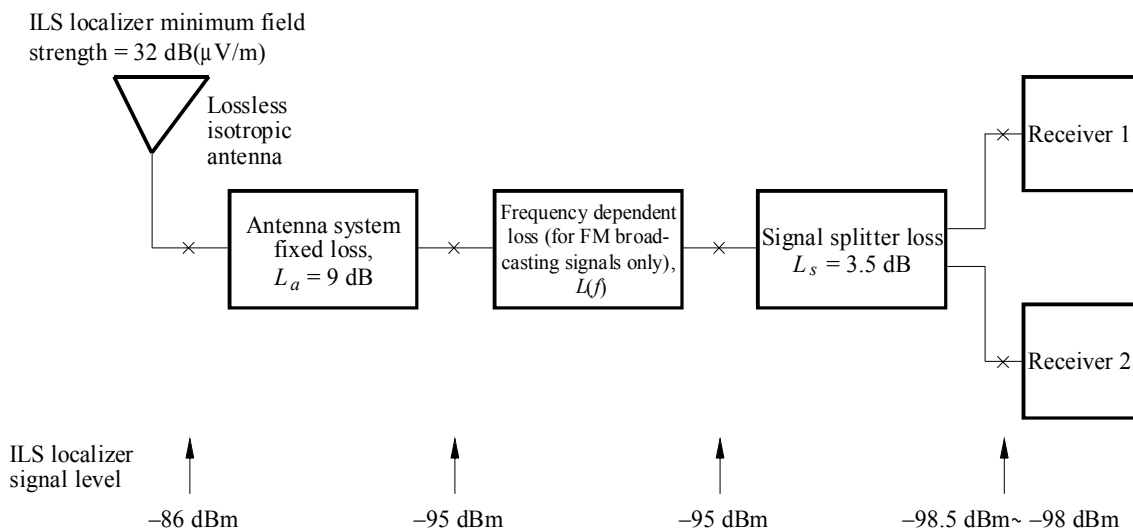 ILS localizer minimum field
strength = 32 dB(µV/m)
Lossless
isotropic
antenna
Antenna system
fixed loss,
L a = 9 dB
Frequency dependent
loss (for FM broad-
casting signals only),
L(f)
Signal splitter loss
L s = 3.5 dB
Receiver 1
Receiver 2
ILS localizer
signal level
–86 dBm
–95 dBm
–95 dBm
–98.5 dBm~ –98 dBm